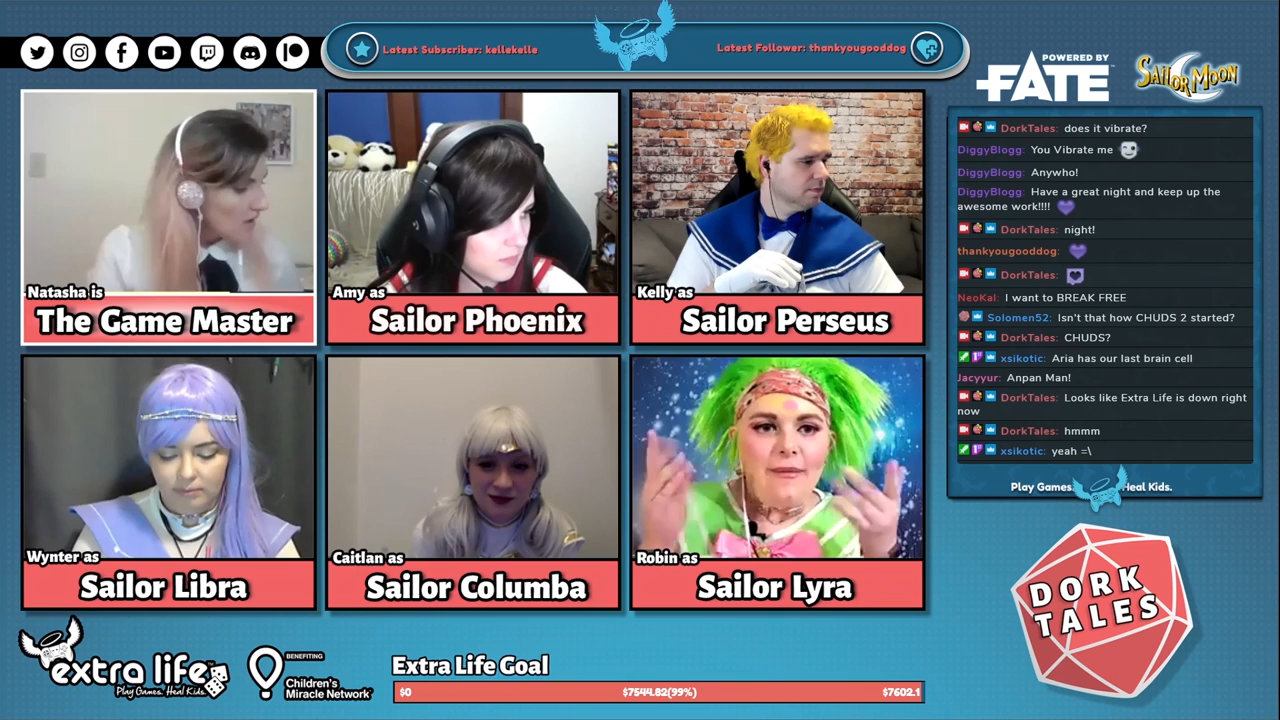 Latest Subscriber: kellekelle
Latest Follower: thankyougooddog
POWERED BY
FATE
SAILOR MOON
Natasha is
The Game Master
Amy as
Sailor Phoenix
Kelly as
Sailor Perseus
Wynter as
Sailor Libra
Caitlan as
Sailor Columba
Robin as
Sailor Lyra
DorkTales: does it vibrate?
DiggyBlogg: You Vibrate me
DiggyBlogg: Anywho!
DiggyBlogg: Have a great night and keep up the
awesome work!!!!
DorkTales: night!
thankyougooddog:
DorkTales:
NeoKal: I want to BREAK FREE
Solomen52: Isn't that how CHUDS 2 started?
DorkTales: CHUDS?
xsikotic: Aria has our last brain cell
Jacyyur: Anpan Man!
DorkTales: Looks like Extra Life is down right
now
DorkTales: hmmm
xsikotic: yeah =\
Play Games. Heal Kids.
DORK
TALES
extra life
Play Games. Heal Kids.
BENEFITING
Children's
Miracle Network
Extra Life Goal
$0 $7544.82(99%) $7602.1